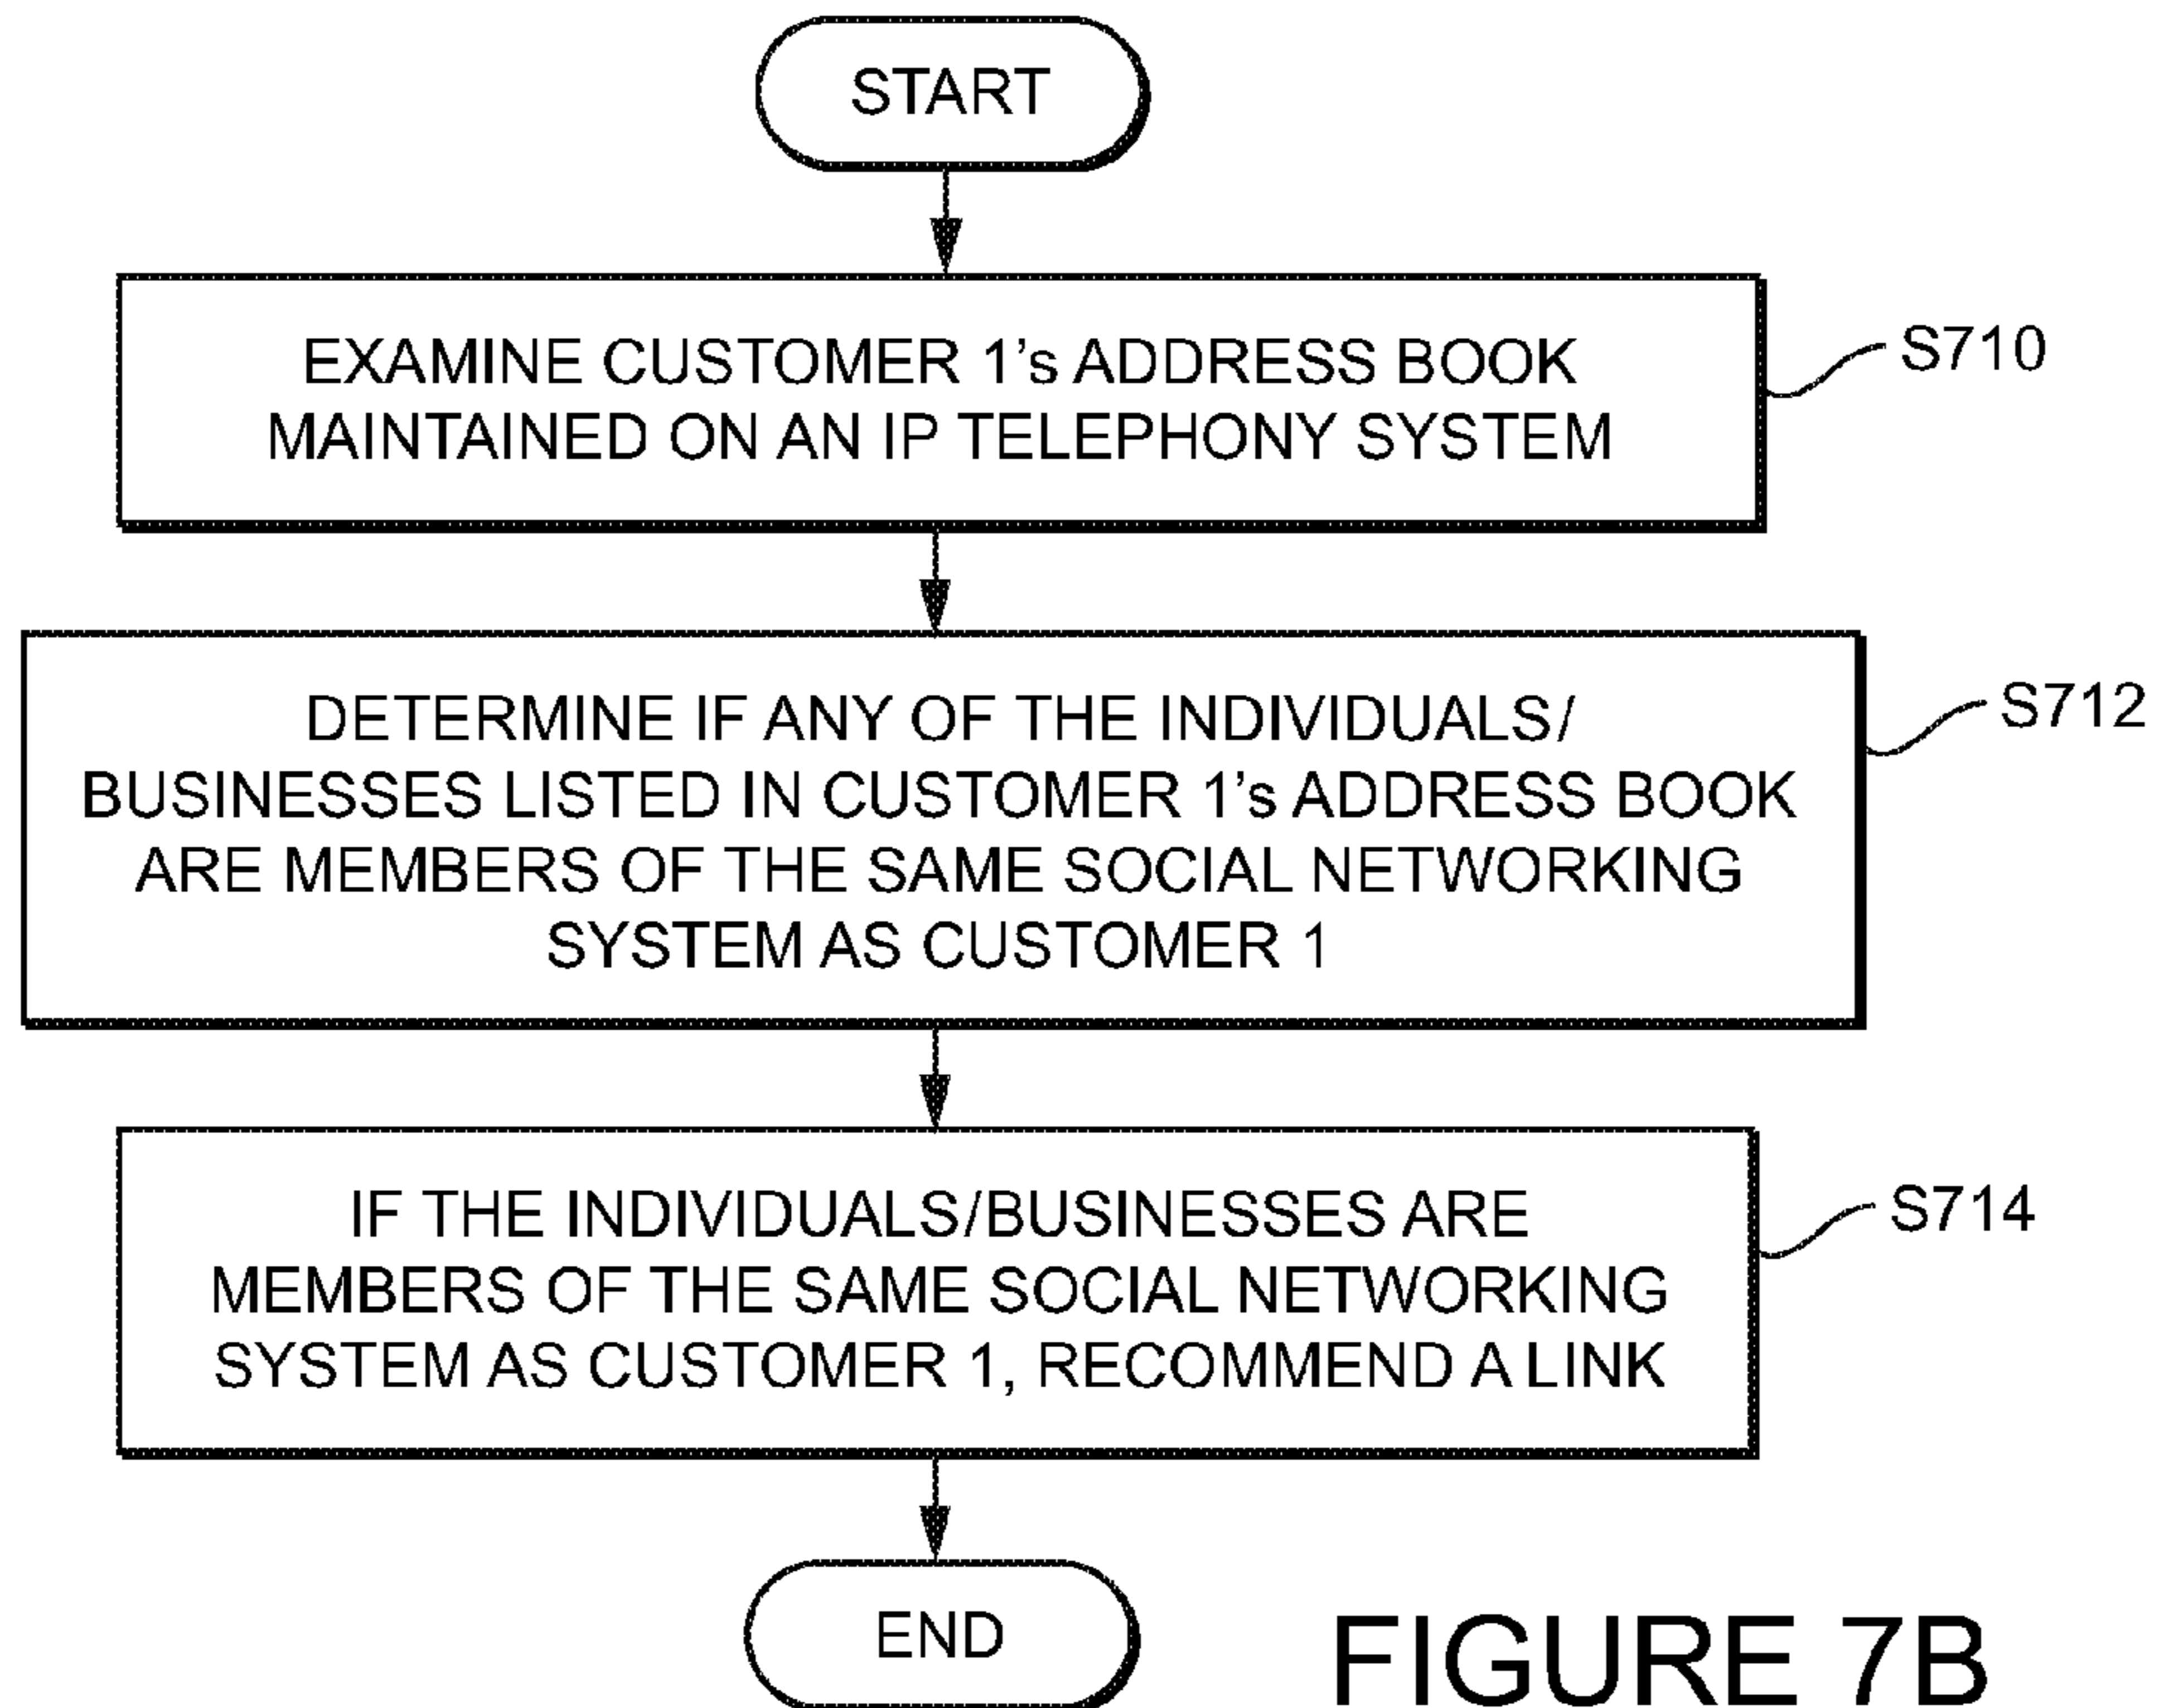 START
EXAMINE CUSTOMER 1's ADDRESS BOOK
MAINTAINED ON AN IP TELEPHONY SYSTEM
S710
DETERMINE IF ANY OF THE INDIVIDUALS/
BUSINESSES LISTED IN CUSTOMER 1's ADDRESS BOOK
ARE MEMBERS OF THE SAME SOCIAL NETWORKING
SYSTEM AS CUSTOMER 1
S712
IF THE INDIVIDUALS/BUSINESSES ARE
MEMBERS OF THE SAME SOCIAL NETWORKING
SYSTEM AS CUSTOMER 1, RECOMMEND A LINK
S714
END
FIGURE 7B